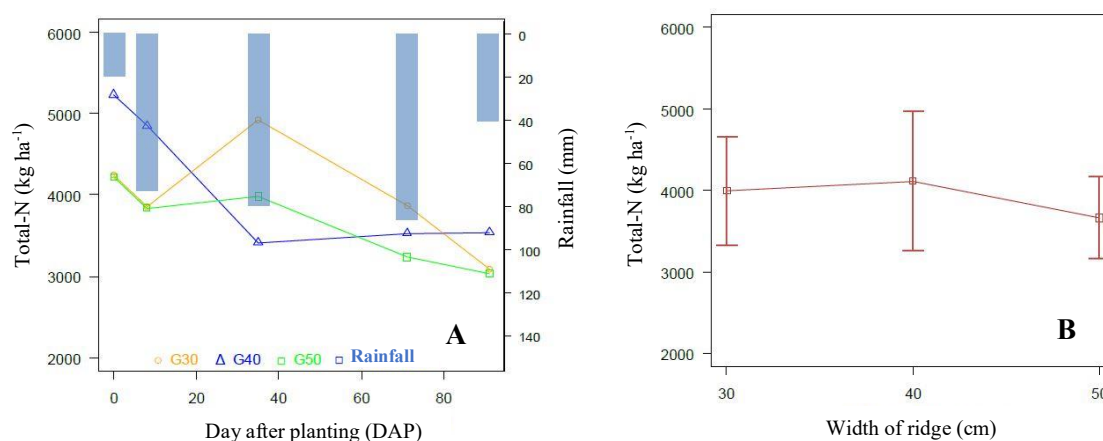 6000
5000
4000
3000
2000
Total-N (kg ha⁻¹)
0
20
40
60
80
100
120
140
Rainfall (mm)
A
G30 G40 G50 Rainfall
0 20 40 60 80
Day after planting (DAP)
6000
5000
4000
3000
2000
Total-N (kg ha⁻¹)
B
30 40 50
Width of ridge (cm)